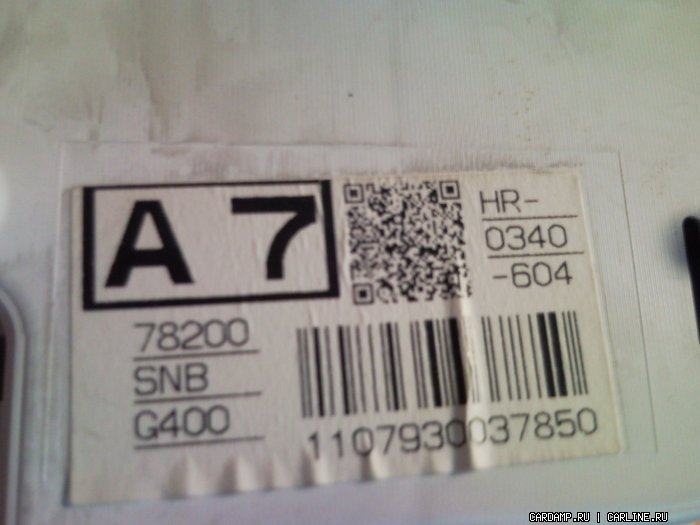 A 7
HR-
0340
-604
78200
SNB
G400
1107930037850
CARDAMP.RU | CARLINE.RU